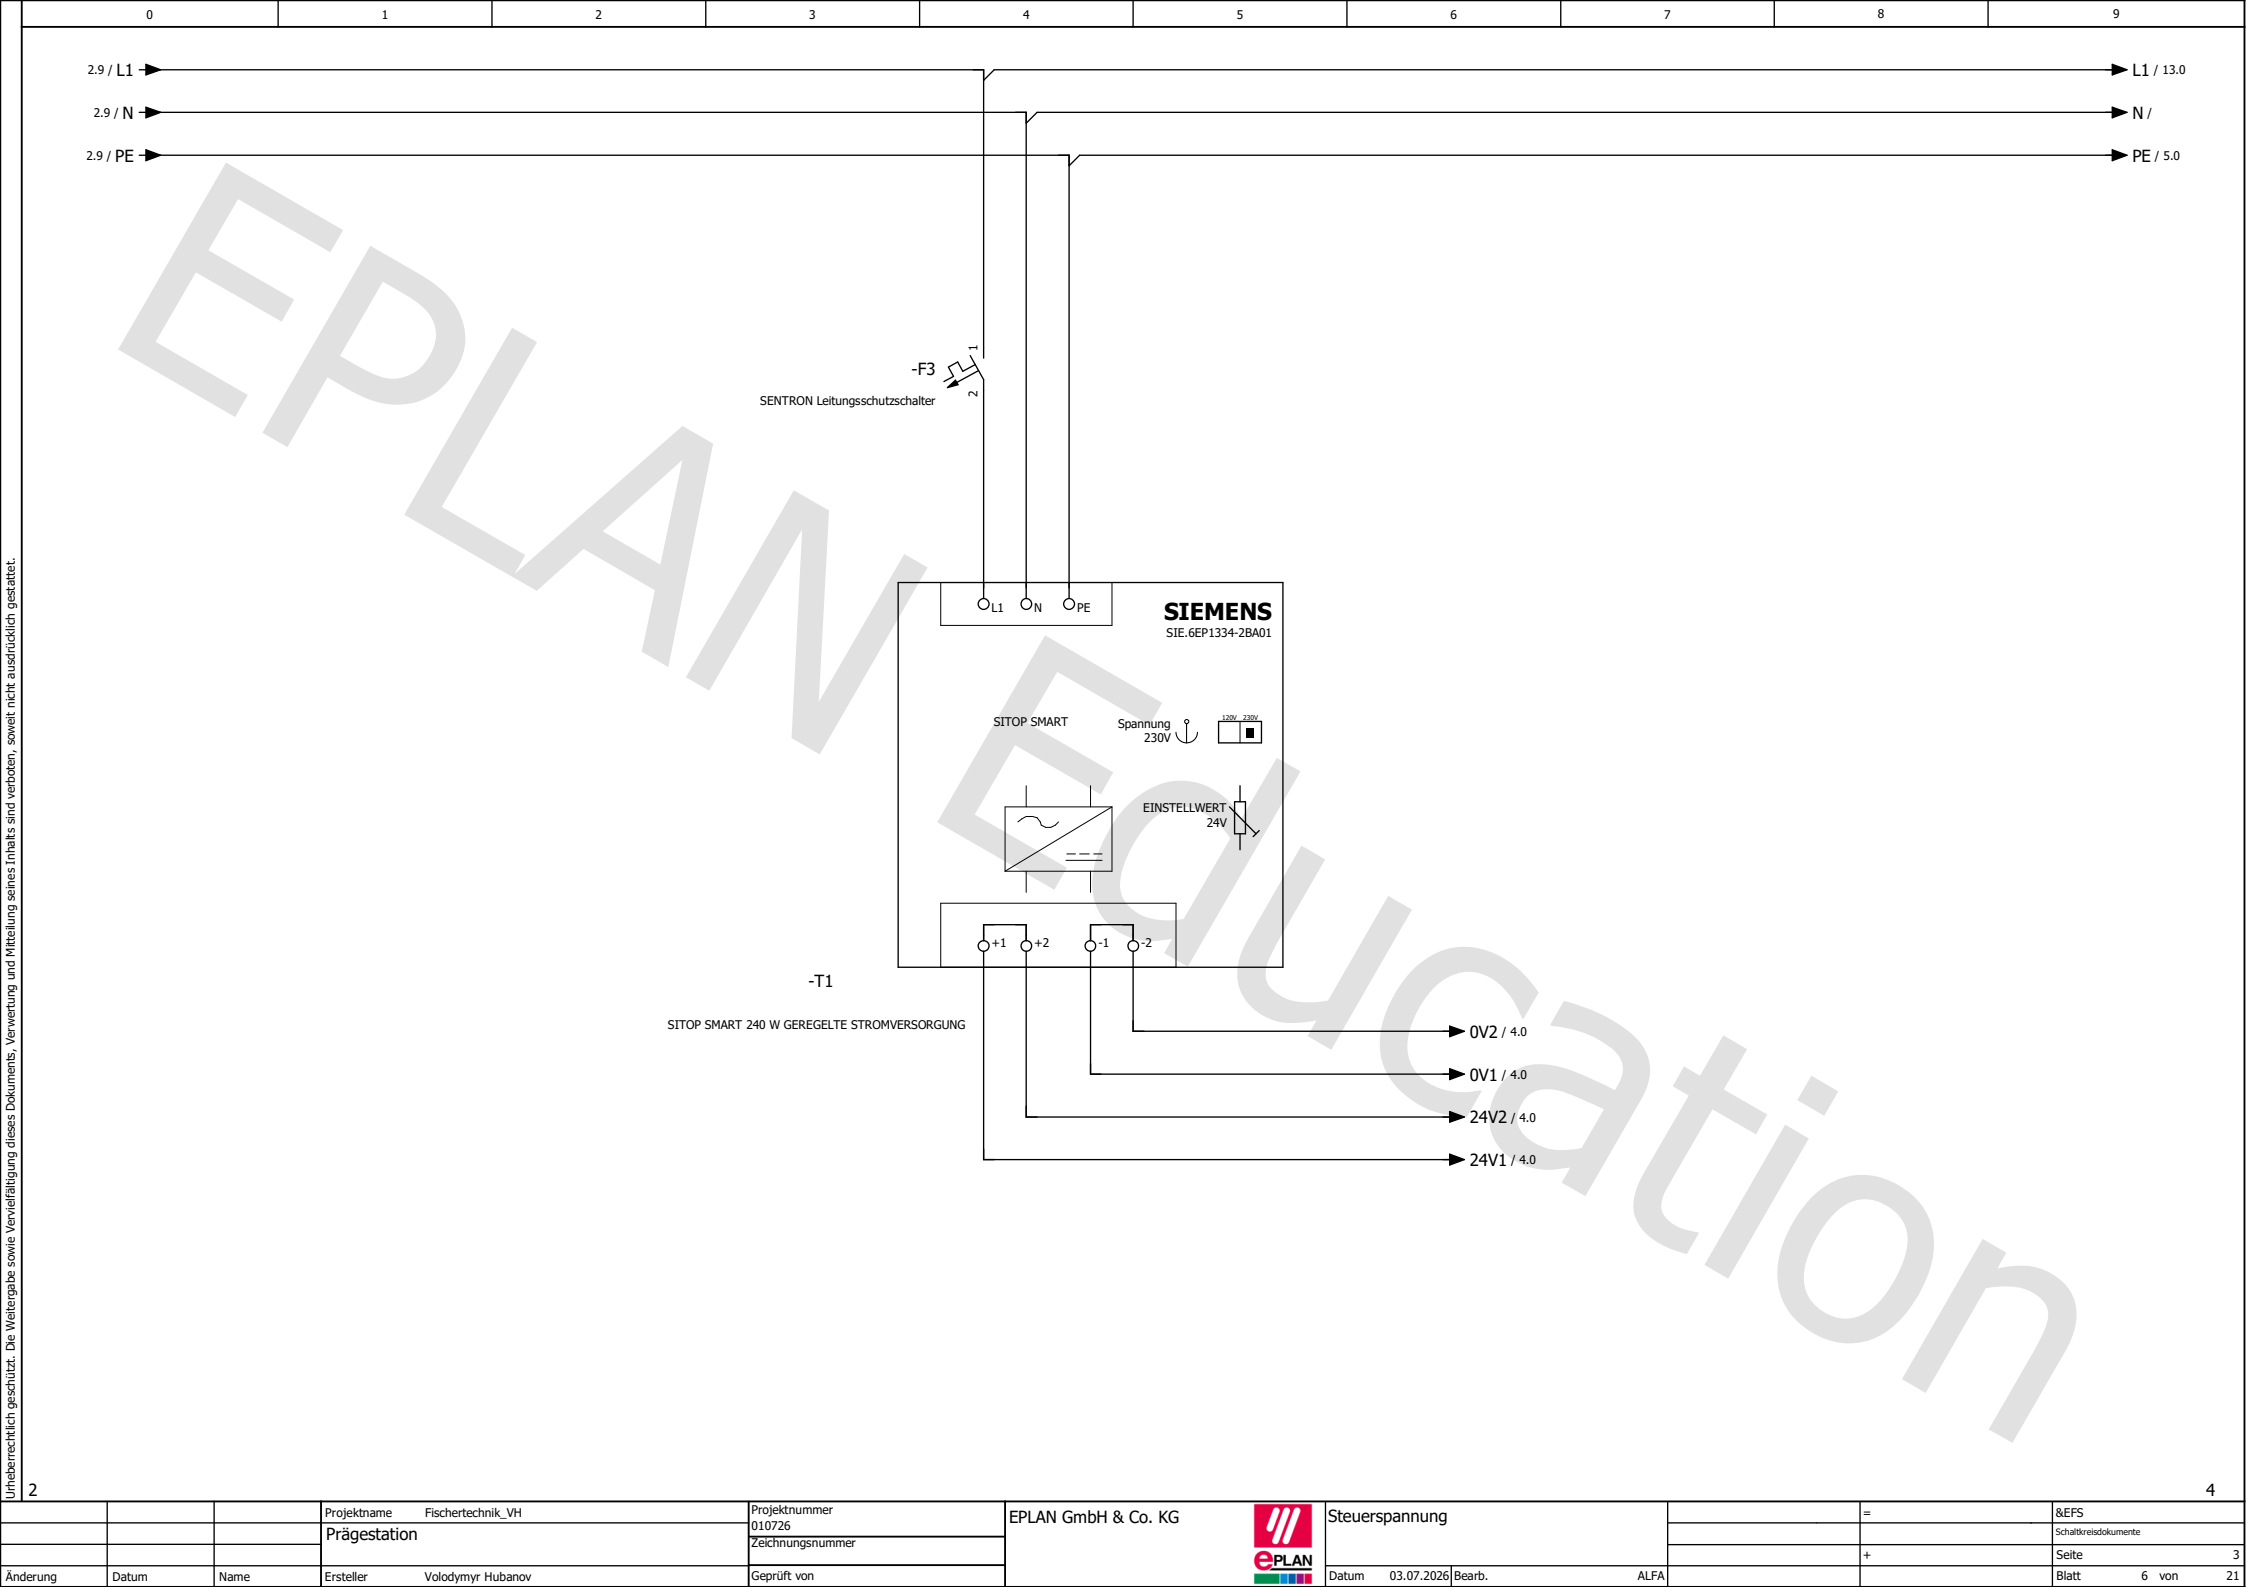 0 1 2 3 4 5 6 7 8 9
2.9 / L1
L1 / 13.0
2.9 / N
N /
2.9 / PE
PE / 5.0
EPLAN Education
-F3
1
2
SENTRON Leitungsschutzschalter
L1 N PE
SIEMENS
SIE.6EP1334-2BA01
SITOP SMART
Spannung
230V
120V 230V
EINSTELLWERT
24V
+1 +2 -1 -2
-T1
SITOP SMART 240 W GEREGELTE STROMVERSORGUNG
0V2 / 4.0
0V1 / 4.0
24V2 / 4.0
24V1 / 4.0
Urheberrechtlich geschützt. Die Weitergabe sowie Vervielfältigung dieses Dokuments, Verwertung und Mitteilung seines Inhalts sind verboten, soweit nicht ausdrücklich gestattet.
2
4
Projektname Fischertechnik_VH
Prägestation
Änderung Datum Name Ersteller Volodymyr Hubanov
Projektnummer
010726
Zeichnungsnummer
Geprüft von
EPLAN GmbH & Co. KG
ePLAN
Steuerspannung
Datum 03.07.2026 Bearb. ALFA
=
+
&EFS
Schaltkreisdokumente
Seite 3
Blatt 6 von 21